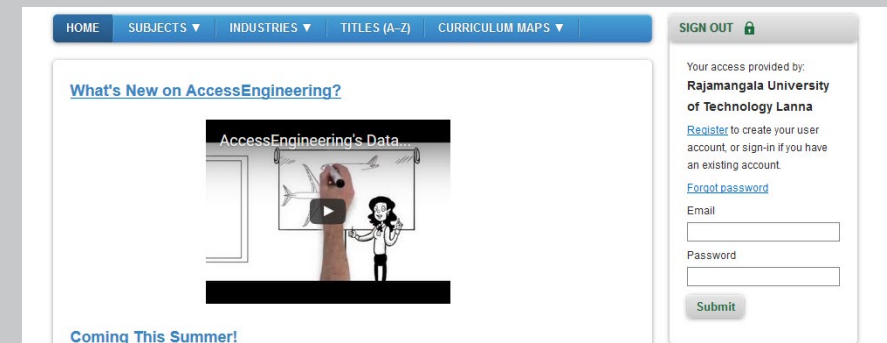 HOME SUBJECTS ▼ INDUSTRIES ▼ TITLES (A–Z) CURRICULUM MAPS ▼
SIGN OUT
What's New on AccessEngineering?
AccessEngineering's Data...
Coming This Summer!
Your access provided by:
Rajamangala University
of Technology Lanna
Register to create your user
account, or sign-in if you have
an existing account.
Forgot password
Email
Password
Submit